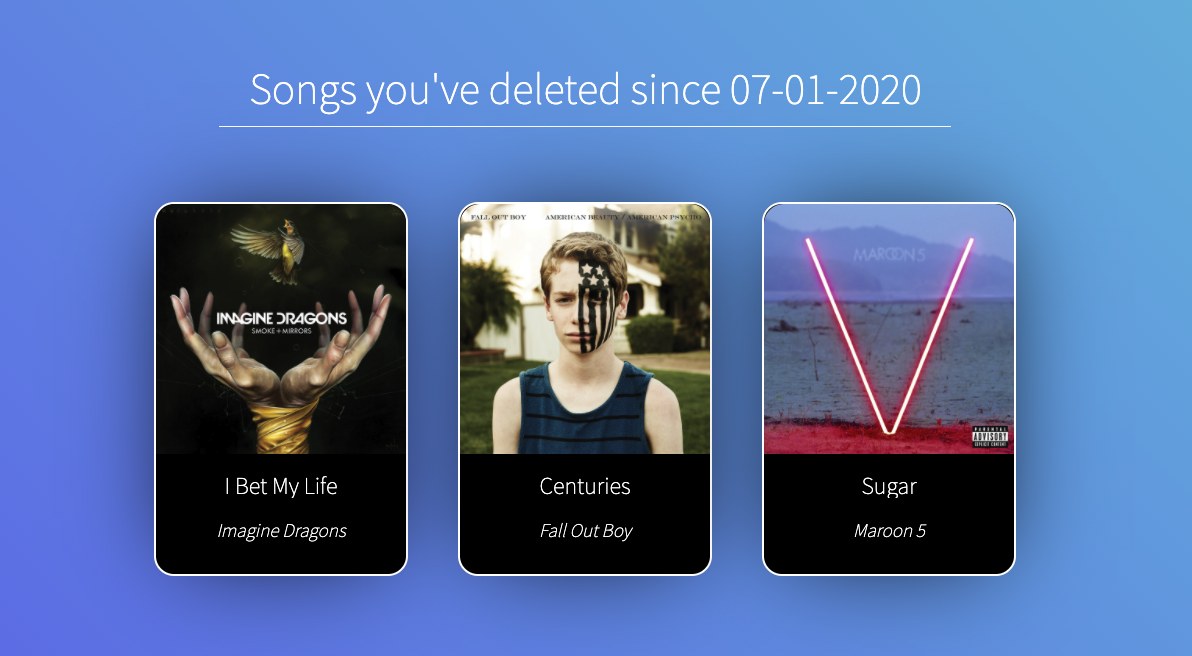 Songs you've deleted since 07-01-2020
IMAGINE DRAGONS
SMOKE + MIRRORS
FALL OUT BOY AMERICAN BEAUTY / AMERICAN PSYCHO
MAROON 5
PARENTAL
ADVISORY
EXPLICIT CONTENT
I Bet My Life
Centuries
Sugar
Imagine Dragons
Fall Out Boy
Maroon 5